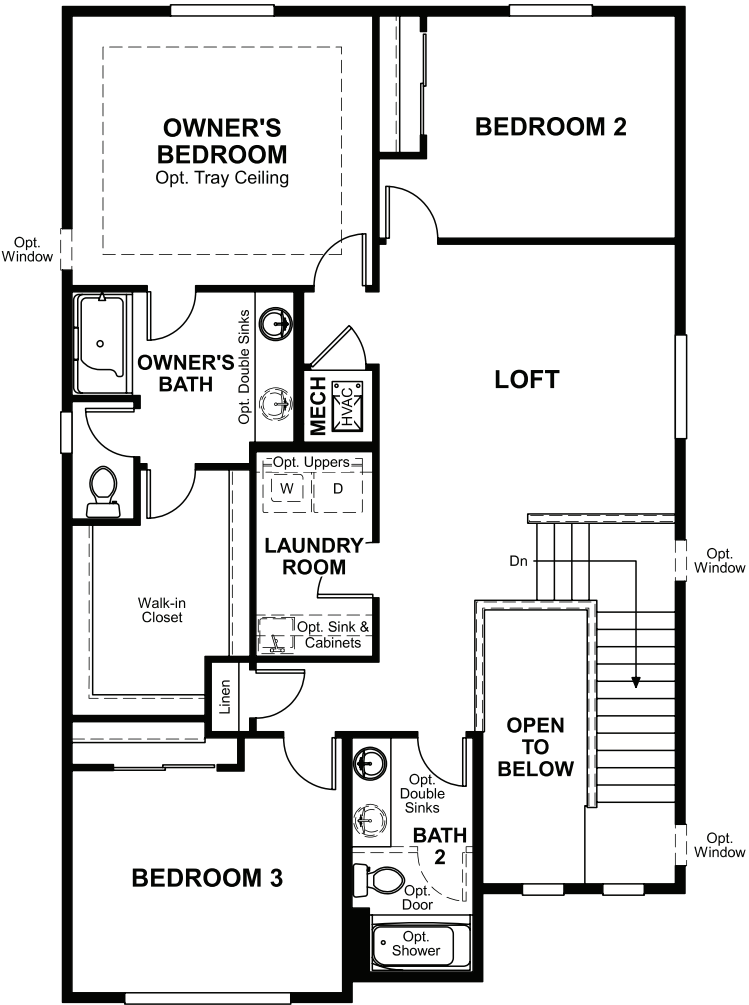 OWNER'S
BEDROOM
Opt. Tray Ceiling
BEDROOM 2
Opt.
Window
OWNER'S
BATH
Opt. Double Sinks
MECH
HVAC
LOFT
Opt. Uppers
W
D
LAUNDRY
ROOM
Opt. Sink &
Cabinets
Dn
Opt.
Window
Walk-in
Closet
Linen
OPEN
TO
BELOW
Opt.
Double
Sinks
BATH
2
Opt.
Door
Opt.
Shower
Opt.
Window
BEDROOM 3